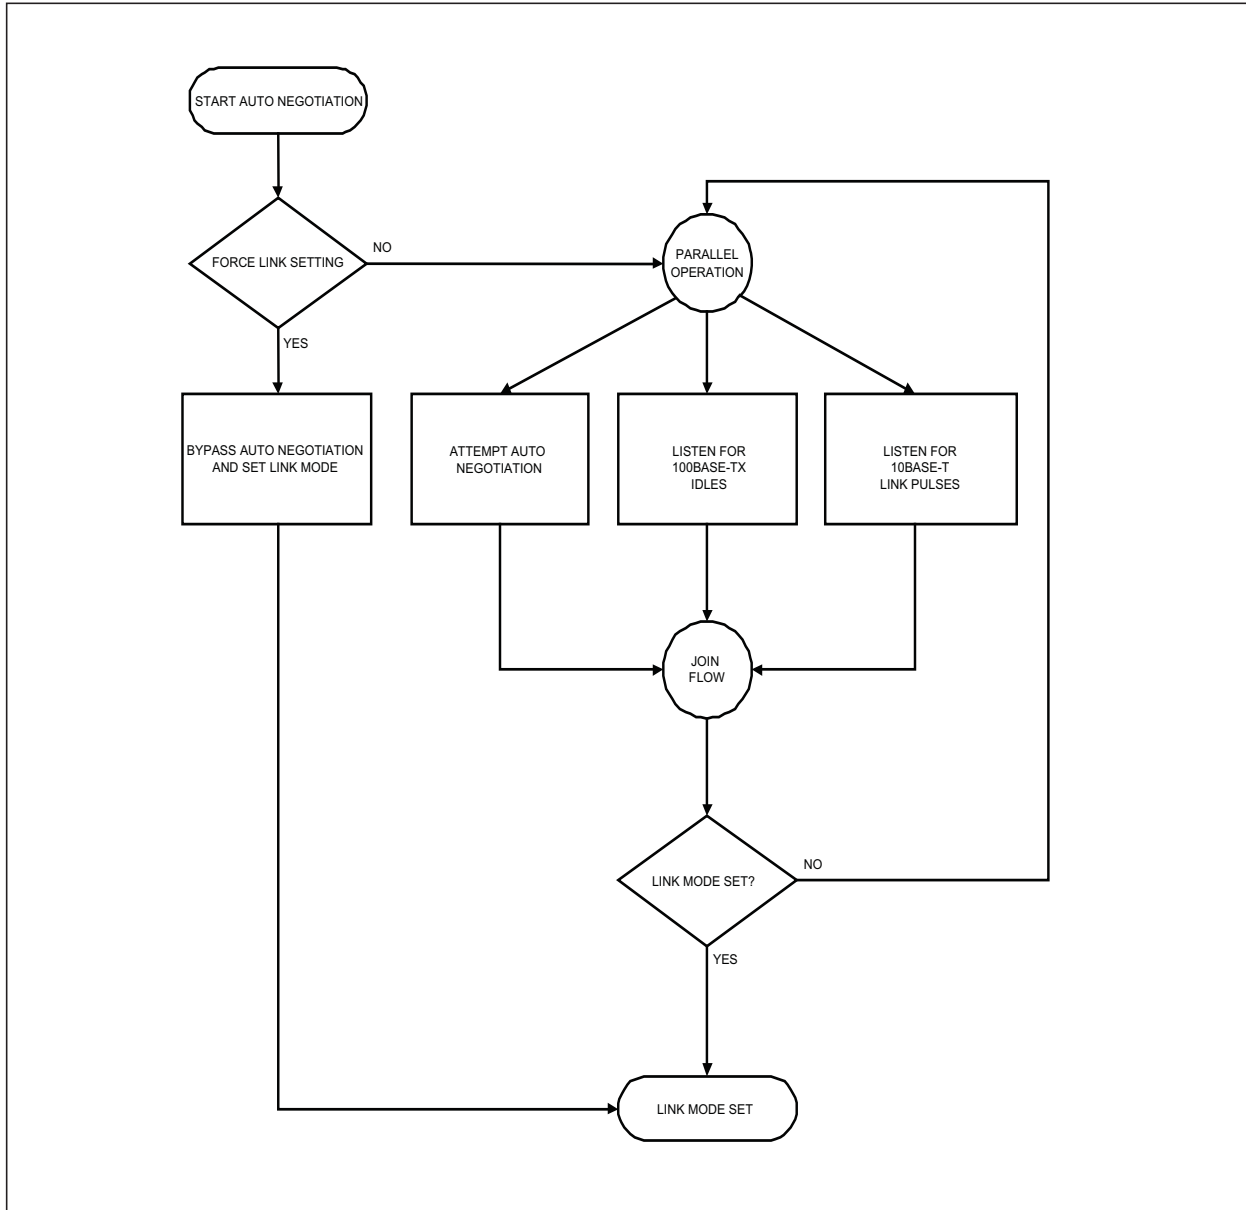 START AUTO NEGOTIATION
FORCE LINK SETTING
NO
PARALLEL
OPERATION
YES
BYPASS AUTO NEGOTIATION
AND SET LINK MODE
ATTEMPT AUTO
NEGOTIATION
LISTEN FOR
100BASE-TX
IDLES
LISTEN FOR
10BASE-T
LINK PULSES
JOIN
FLOW
LINK MODE SET?
NO
YES
LINK MODE SET